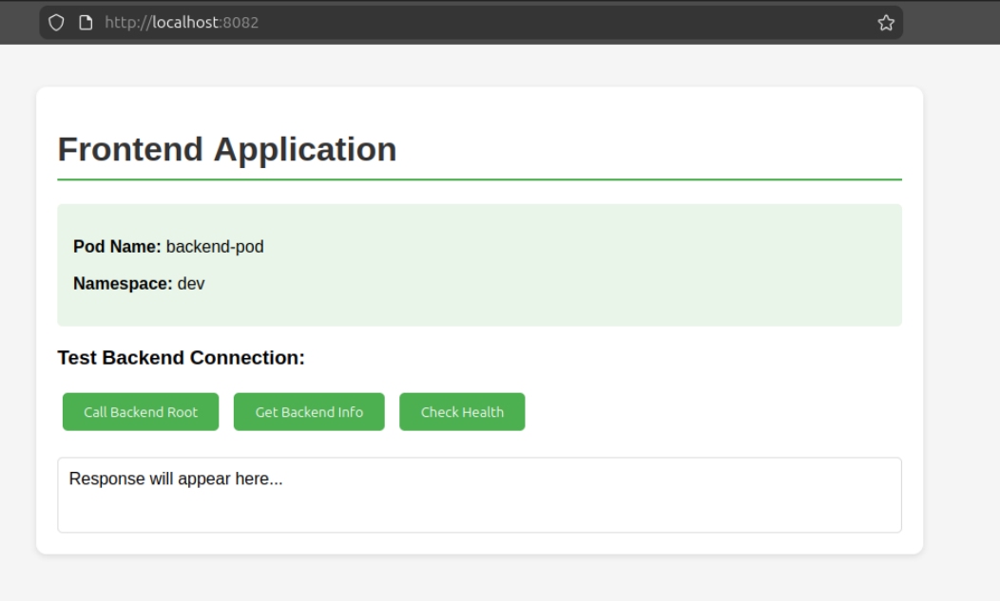 http://localhost:8082
Frontend Application
Pod Name: backend-pod
Namespace: dev
Test Backend Connection:
Call Backend Root Get Backend Info Check Health
Response will appear here...